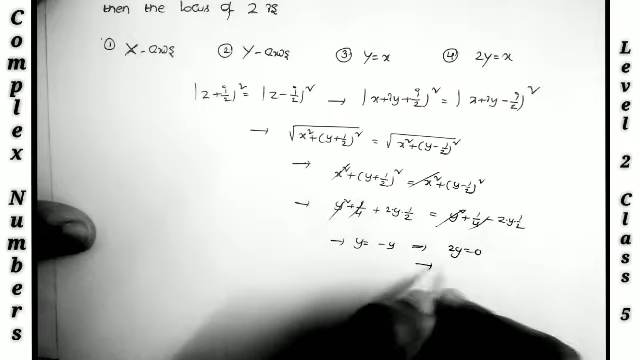 then the locus of z is
① X-axis ② Y-axis ③ y=x ④ 2y=x
|z+i/2|² = |z-i/2|² → |x+iy+i/2|² = |x+iy-i/2|²
→ √x²+(y+1/2)² = √x²+(y-1/2)²
→ x²+(y+1/2)² = x²+(y-1/2)²
→ y²+1/4+2·y·1/2 = y²+1/4-2·y·1/2
→ y=-y ⇒ 2y=0
→
Complex Numbers
Level 2 Class 5